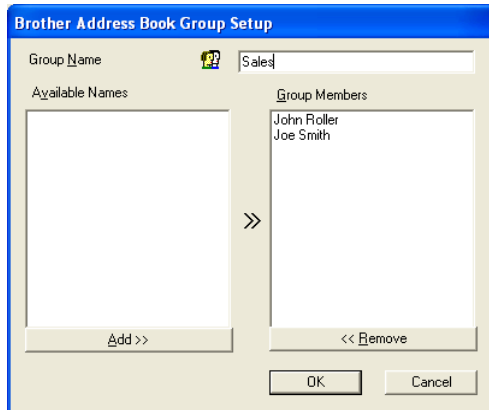 Brother Address Book Group Setup
Group Name
Sales
Available Names
Group Members
John Roller
Joe Smith
>>
Add >>
<< Remove
OK
Cancel